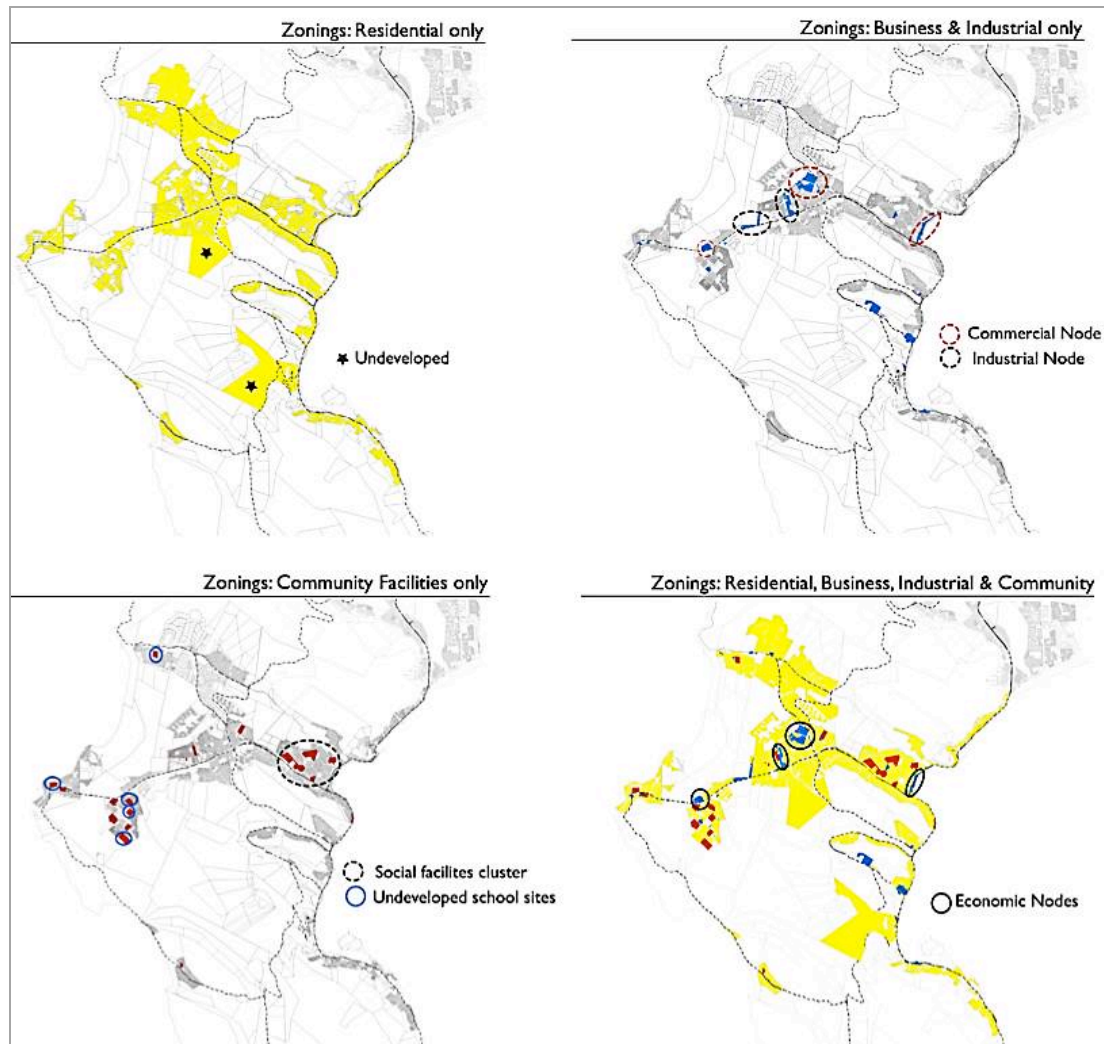 Zonings: Residential only
Undeveloped
Zonings: Business & Industrial only
Commercial Node
Industrial Node
Zonings: Community Facilities only
Social facilites cluster
Undeveloped school sites
Zonings: Residential, Business, Industrial & Community
Economic Nodes